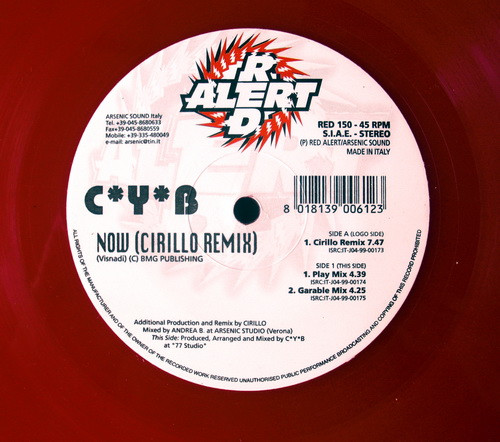 RED
ALERT
ARSENIC SOUND Italy
Tel. +39-045-8680633
Fax+39-045-8680559
Mobile: +39-335-480049
e-mail: arsenic@tin.it
RED 150 - 45 RPM
S.I.A.E. - STEREO
(P) RED ALERT/ARSENIC SOUND
MADE IN ITALY
C*Y*B
NOW (CIRILLO REMIX)
(Visnadi) (C) BMG PUBLISHING
8 018139 006123
SIDE A (LOGO SIDE)
1. Cirillo Remix 7.47
ISRC:IT-J04-99-00173
SIDE 1 (THIS SIDE)
1. Play Mix 4.39
ISRC:IT-J04-99-00174
2. Garable Mix 4.25
ISRC:IT-J04-99-00175
Additional Production and Remix by CIRILLO
Mixed by ANDREA B. at ARSENIC STUDIO (Verona)
This Side: Produced, Arranged and Mixed by C*Y*B
at "77 Studio"
ALL RIGHTS OF THE MANUFACTURER AND OF THE OWNER OF THE RECORDED WORK RESERVED UNAUTHORISED PUBLIC PERFORMANCE BROADCASTING AND COPYING OF THIS RECORD PROHIBITED